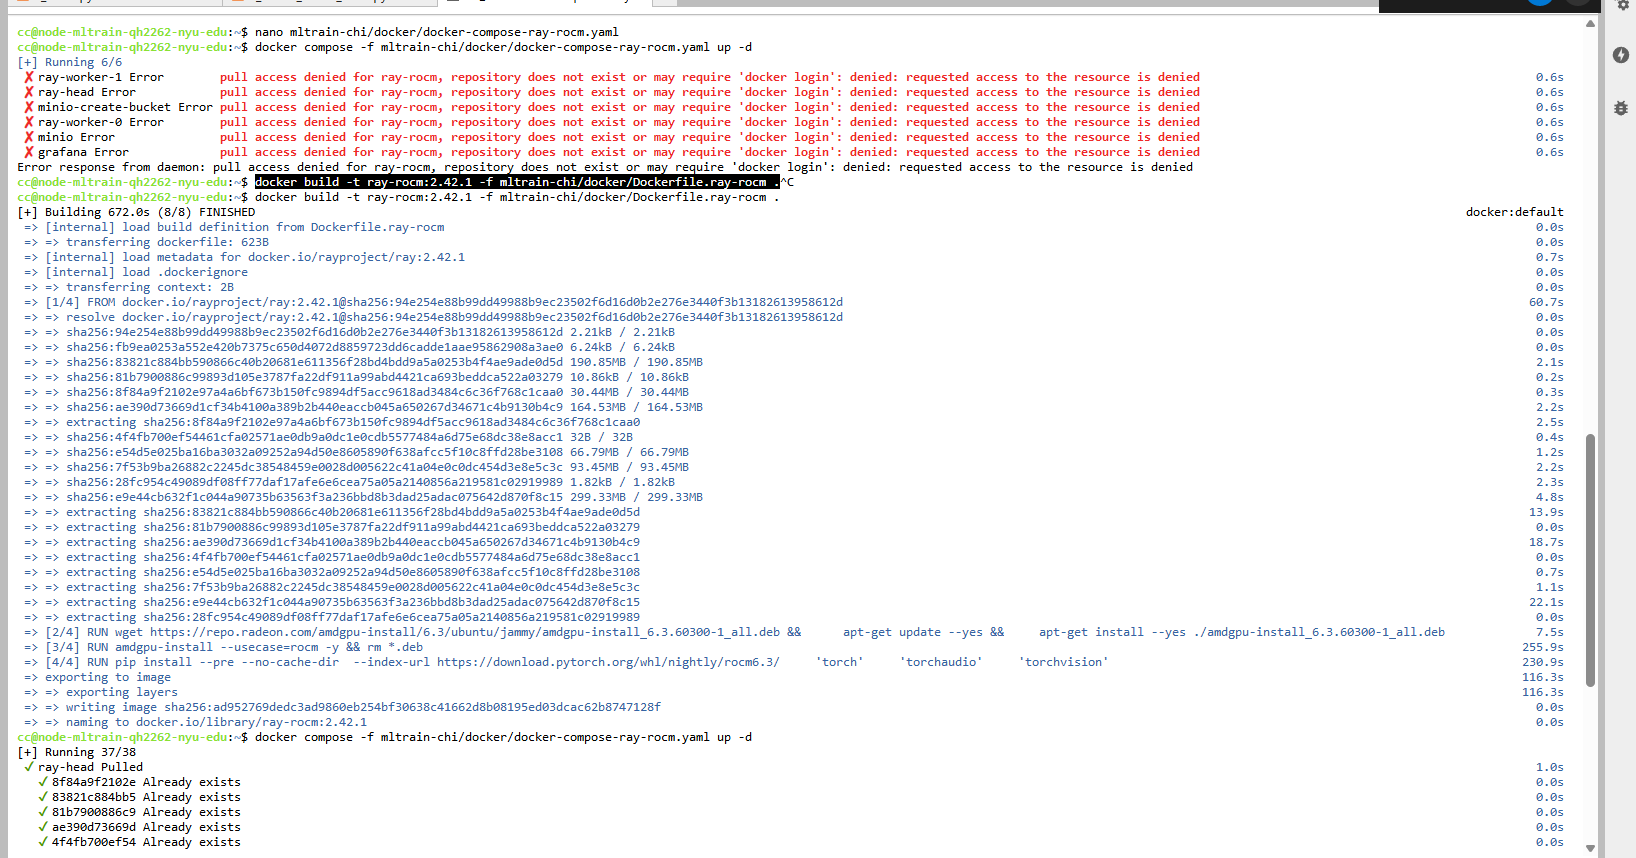 cc@node-mltrain-qh2262-nyu-edu:~$ nano mltrain-chi/docker/docker-compose-ray-rocm.yaml
cc@node-mltrain-qh2262-nyu-edu:~$ docker compose -f mltrain-chi/docker/docker-compose-ray-rocm.yaml up -d
[+] Running 6/6
✘ ray-worker-1 Error pull access denied for ray-rocm, repository does not exist or may require 'docker login': denied: requested access to the resource is denied 0.6s
✘ ray-head Error pull access denied for ray-rocm, repository does not exist or may require 'docker login': denied: requested access to the resource is denied 0.6s
✘ minio-create-bucket Error pull access denied for ray-rocm, repository does not exist or may require 'docker login': denied: requested access to the resource is denied 0.6s
✘ ray-worker-0 Error pull access denied for ray-rocm, repository does not exist or may require 'docker login': denied: requested access to the resource is denied 0.6s
✘ minio Error pull access denied for ray-rocm, repository does not exist or may require 'docker login': denied: requested access to the resource is denied 0.6s
✘ grafana Error pull access denied for ray-rocm, repository does not exist or may require 'docker login': denied: requested access to the resource is denied 0.6s
Error response from daemon: pull access denied for ray-rocm, repository does not exist or may require 'docker login': denied: requested access to the resource is denied
cc@node-mltrain-qh2262-nyu-edu:~$ docker build -t ray-rocm:2.42.1 -f mltrain-chi/docker/Dockerfile.ray-rocm .^C
cc@node-mltrain-qh2262-nyu-edu:~$ docker build -t ray-rocm:2.42.1 -f mltrain-chi/docker/Dockerfile.ray-rocm .
[+] Building 672.0s (8/8) FINISHED docker:default
=> [internal] load build definition from Dockerfile.ray-rocm 0.0s
=> => transferring dockerfile: 623B 0.0s
=> [internal] load metadata for docker.io/rayproject/ray:2.42.1 0.7s
=> [internal] load .dockerignore 0.0s
=> => transferring context: 2B 0.0s
=> [1/4] FROM docker.io/rayproject/ray:2.42.1@sha256:94e254e88b99dd49988b9ec23502f6d16d0b2e276e3440f3b13182613958612d 60.7s
=> => resolve docker.io/rayproject/ray:2.42.1@sha256:94e254e88b99dd49988b9ec23502f6d16d0b2e276e3440f3b13182613958612d 0.0s
=> => sha256:94e254e88b99dd49988b9ec23502f6d16d0b2e276e3440f3b13182613958612d 2.21kB / 2.21kB 0.0s
=> => sha256:fb9ea0253a552e420b7375c650d4072d8859723dd6cadde1aae95862908a3ae0 6.24kB / 6.24kB 0.0s
=> => sha256:83821c884bb590866c40b20681e611356f28bd4bdd9a5a0253b4f4ae9ade0d5d 190.85MB / 190.85MB 2.1s
=> => sha256:81b7900886c99893d105e3787fa22df911a99abd4421ca693beddca522a03279 10.86kB / 10.86kB 0.2s
=> => sha256:8f84a9f2102e97a4a6bf673b150fc9894df5acc9618ad3484c6c36f768c1caa0 30.44MB / 30.44MB 0.3s
=> => sha256:ae390d73669d1cf34b4100a389b2b440eaccb045a650267d34671c4b9130b4c9 164.53MB / 164.53MB 2.2s
=> => extracting sha256:8f84a9f2102e97a4a6bf673b150fc9894df5acc9618ad3484c6c36f768c1caa0 2.5s
=> => sha256:4f4fb700ef54461cfa02571ae0db9a0dc1e0cdb5577484a6d75e68dc38e8acc1 32B / 32B 0.4s
=> => sha256:e54d5e025ba16ba3032a09252a94d50e8605890f638afcc5f10c8ffd28be3108 66.79MB / 66.79MB 1.2s
=> => sha256:7f53b9ba26882c2245dc38548459e0028d005622c41a04e0c0dc454d3e8e5c3c 93.45MB / 93.45MB 2.2s
=> => sha256:28fc954c49089df08ff77daf17afe6e6cea75a05a2140856a219581c02919989 1.82kB / 1.82kB 2.3s
=> => sha256:e9e44cb632f1c044a90735b63563f3a236bbd8b3dad25adac075642d870f8c15 299.33MB / 299.33MB 4.8s
=> => extracting sha256:83821c884bb590866c40b20681e611356f28bd4bdd9a5a0253b4f4ae9ade0d5d 13.9s
=> => extracting sha256:81b7900886c99893d105e3787fa22df911a99abd4421ca693beddca522a03279 0.0s
=> => extracting sha256:ae390d73669d1cf34b4100a389b2b440eaccb045a650267d34671c4b9130b4c9 18.7s
=> => extracting sha256:4f4fb700ef54461cfa02571ae0db9a0dc1e0cdb5577484a6d75e68dc38e8acc1 0.0s
=> => extracting sha256:e54d5e025ba16ba3032a09252a94d50e8605890f638afcc5f10c8ffd28be3108 0.7s
=> => extracting sha256:7f53b9ba26882c2245dc38548459e0028d005622c41a04e0c0dc454d3e8e5c3c 1.1s
=> => extracting sha256:e9e44cb632f1c044a90735b63563f3a236bbd8b3dad25adac075642d870f8c15 22.1s
=> => extracting sha256:28fc954c49089df08ff77daf17afe6e6cea75a05a2140856a219581c02919989 0.0s
=> [2/4] RUN wget https://repo.radeon.com/amdgpu-install/6.3/ubuntu/jammy/amdgpu-install_6.3.60300-1_all.deb && apt-get update --yes && apt-get install --yes ./amdgpu-install_6.3.60300-1_all.deb 7.5s
=> [3/4] RUN amdgpu-install --usecase=rocm -y && rm *.deb 255.9s
=> [4/4] RUN pip install --pre --no-cache-dir --index-url https://download.pytorch.org/whl/nightly/rocm6.3/ 'torch' 'torchaudio' 'torchvision' 230.9s
=> exporting to image 116.3s
=> => exporting layers 116.3s
=> => writing image sha256:ad952769dedc3ad9860eb254bf30638c41662d8b08195ed03dcac62b8747128f 0.0s
=> => naming to docker.io/library/ray-rocm:2.42.1 0.0s
cc@node-mltrain-qh2262-nyu-edu:~$ docker compose -f mltrain-chi/docker/docker-compose-ray-rocm.yaml up -d
[+] Running 37/38
✔ ray-head Pulled 1.0s
✔ 8f84a9f2102e Already exists 0.0s
✔ 83821c884bb5 Already exists 0.0s
✔ 81b7900886c9 Already exists 0.0s
✔ ae390d73669d Already exists 0.0s
✔ 4f4fb700ef54 Already exists 0.0s